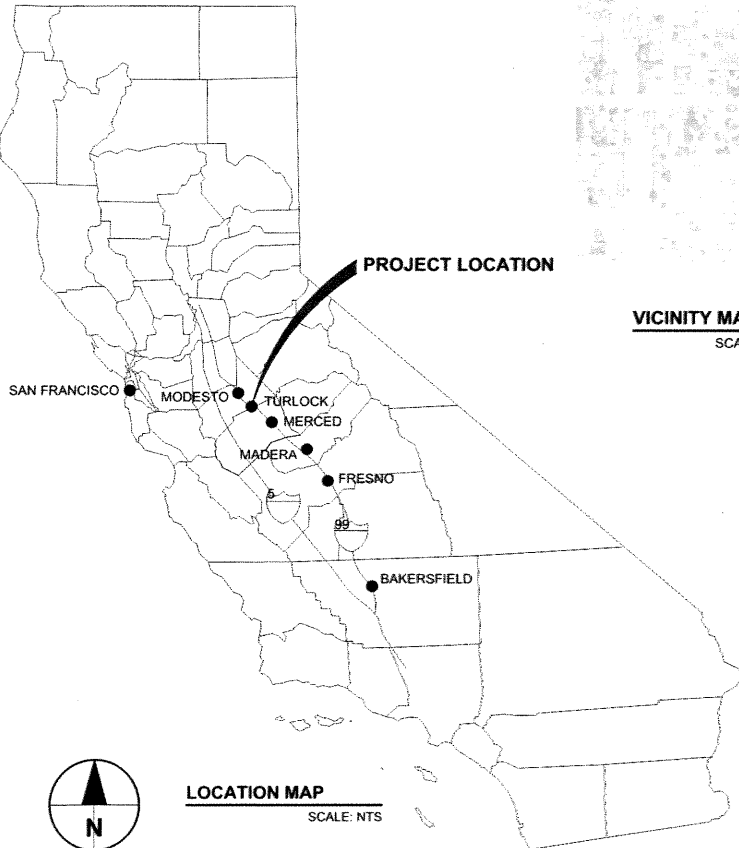 PROJECT LOCATION
VICINITY MA
SCA
SAN FRANCISCO
MODESTO
TURLOCK
MERCED
MADERA
FRESNO
5
99
BAKERSFIELD
N
LOCATION MAP
SCALE: NTS